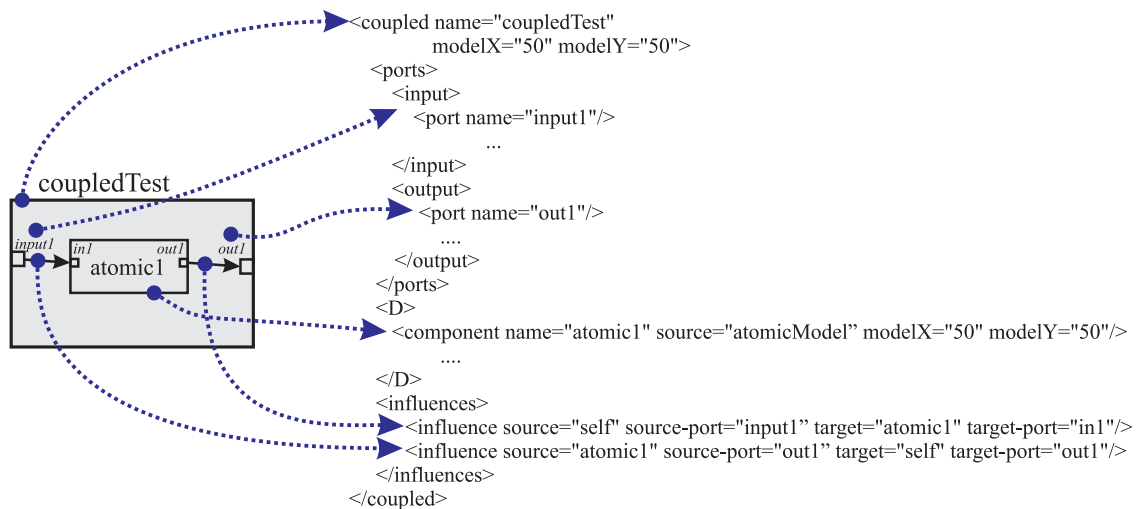 <coupled name="coupledTest"
modelX="50" modelY="50">
<ports>
<input>
<port name="input1"/>
...
</input>
<output>
<port name="out1"/>
....
</output>
</ports>
<D>
<component name="atomic1" source="atomicModel” modelX="50" modelY="50"/>
....
</D>
<influences>
<influence source="self" source-port="input1” target="atomic1" target-port="in1"/>
<influence source="atomic1" source-port="out1” target="self" target-port="out1"/>
</influences>
</coupled>
coupledTest
input1
in1
out1
out1
atomic1